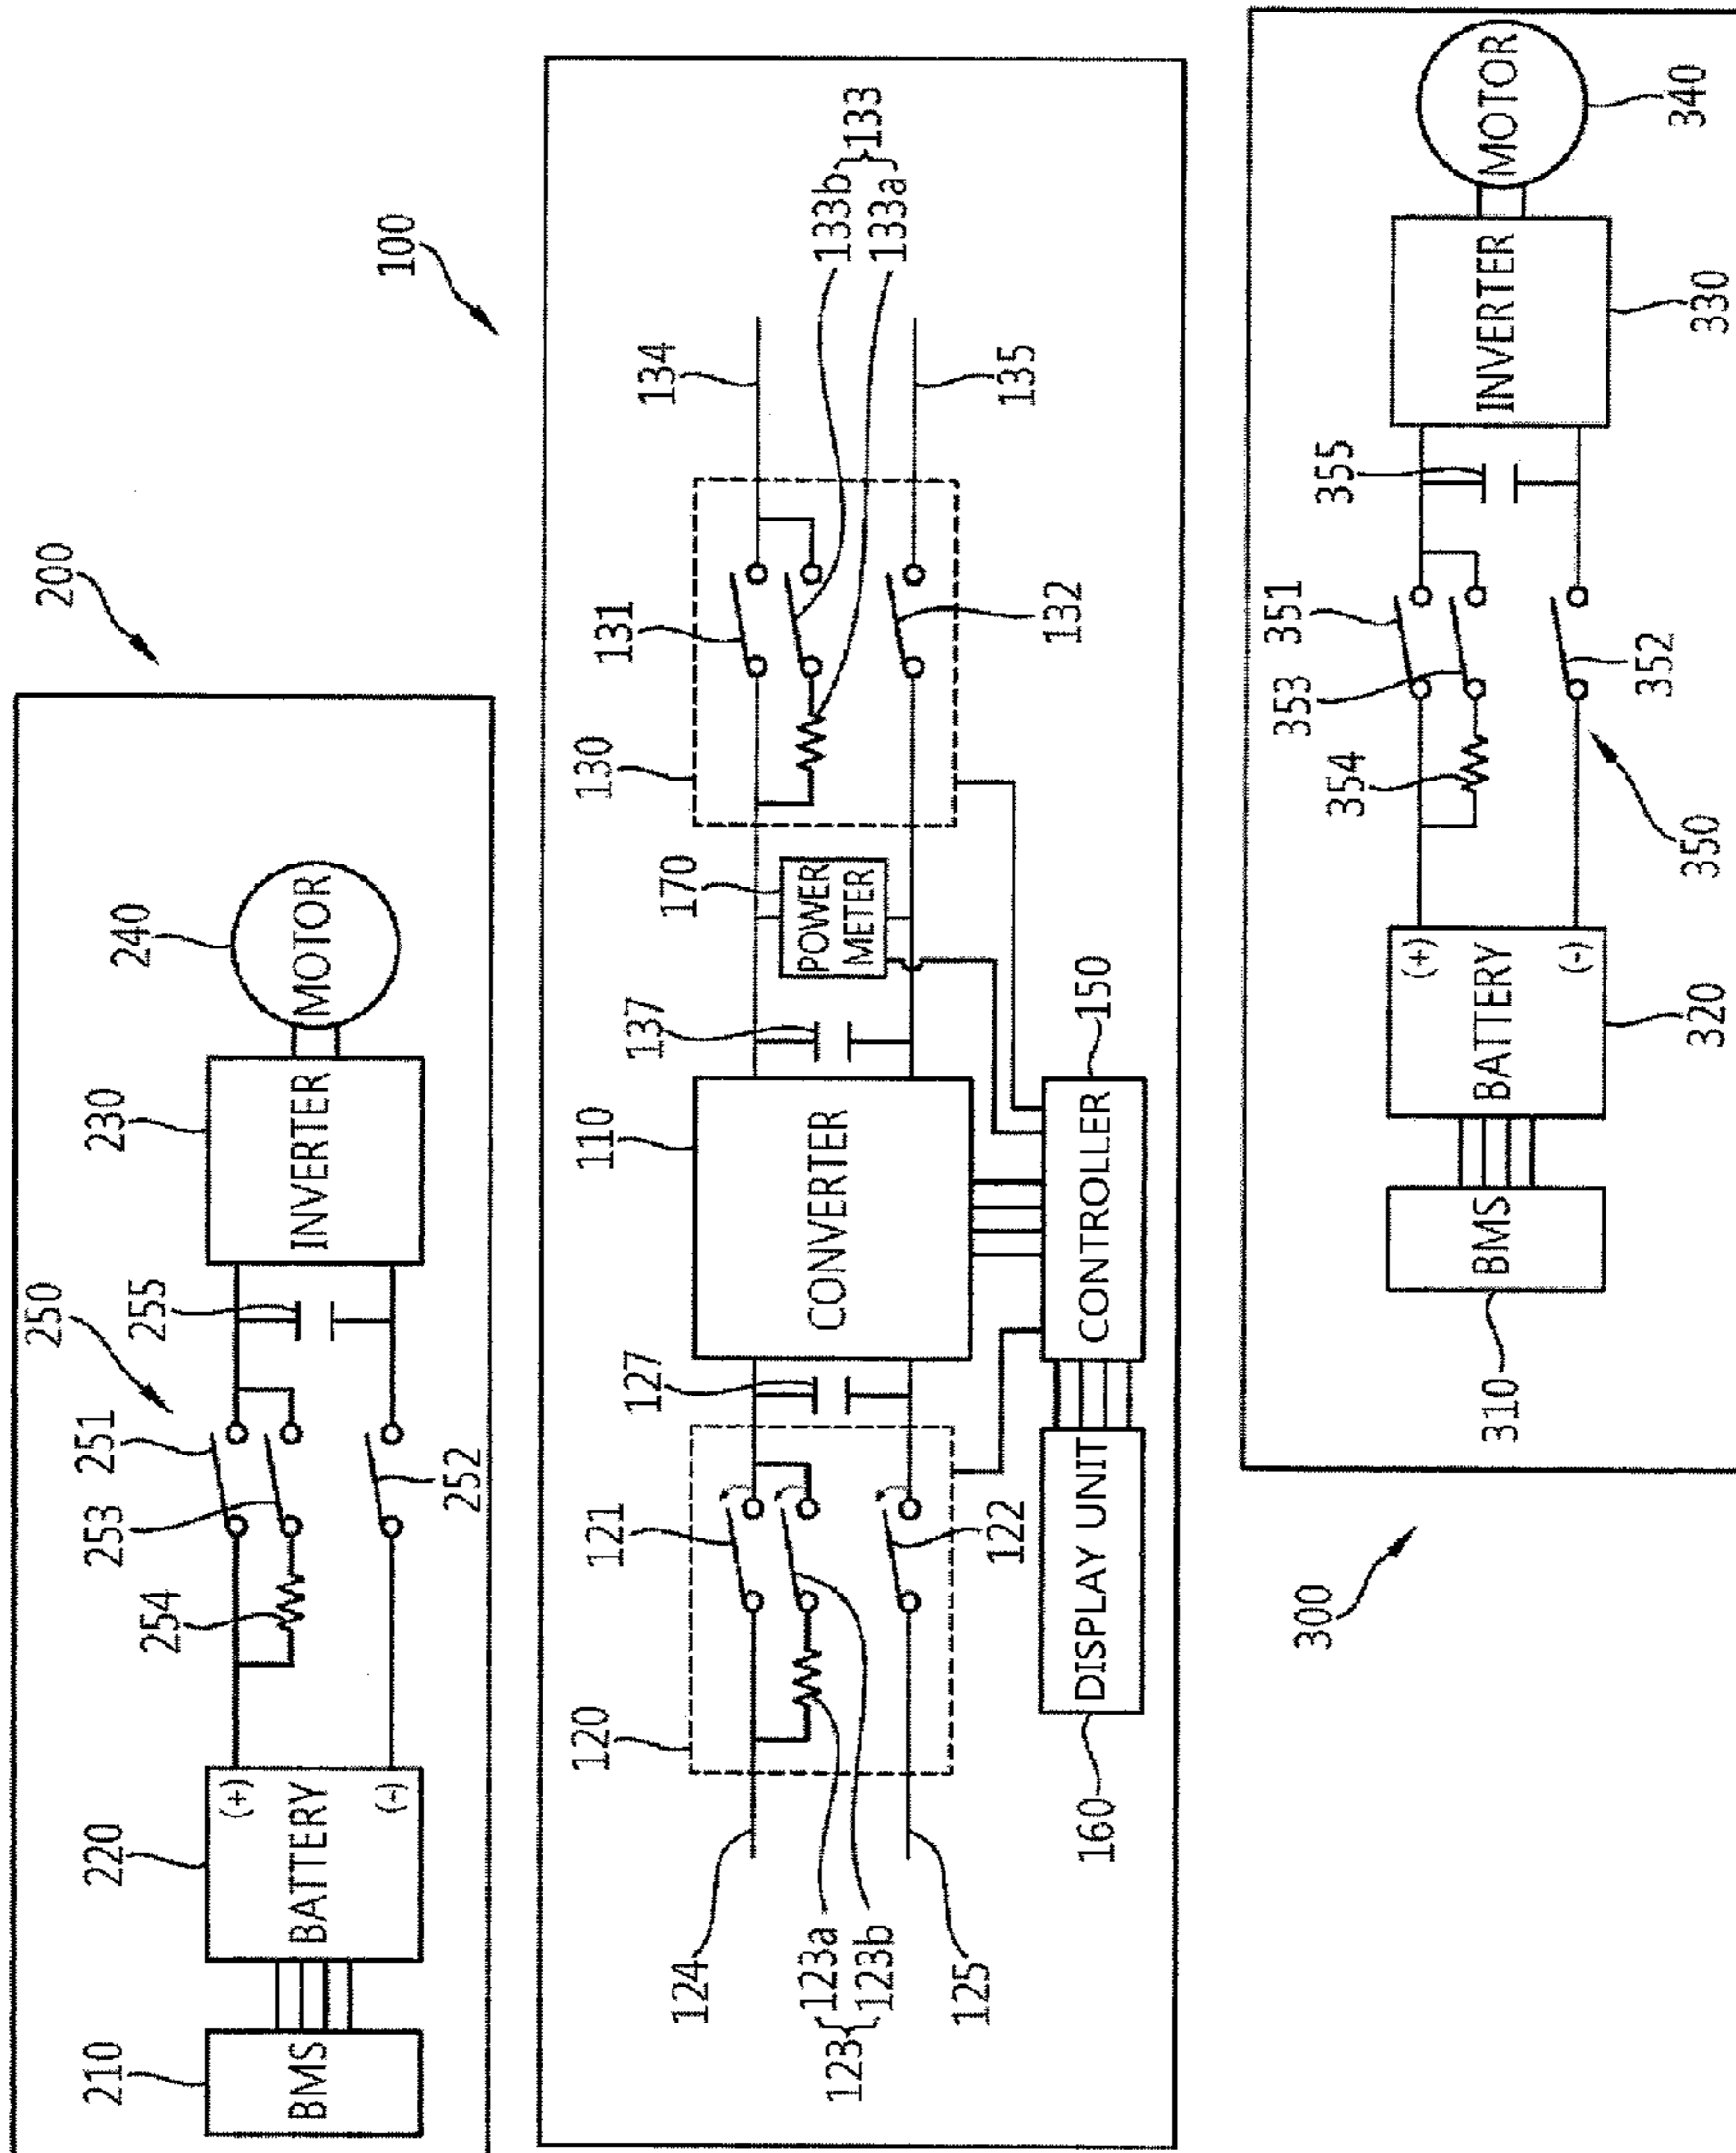 200
210
BMS
220
BATTERY
(+)
(-)
254
253
251
252
250
255
230
INVERTER
240
MOTOR
100
124
125
123
123a
123b
120
121
122
127
110
CONVERTER
137
170
POWER
METER
130
131
132
134
135
133b
133a
133
160
DISPLAY UNIT
CONTROLLER
150
300
310
BMS
320
BATTERY
(+)
(-)
354
353
351
352
350
355
330
INVERTER
340
MOTOR